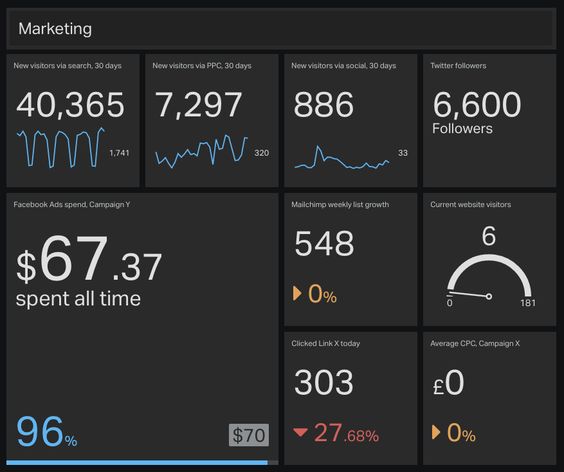 Marketing
New visitors via search, 30 days
40,365
1,741
New visitors via PPC, 30 days
7,297
320
New visitors via social, 30 days
886
33
Twitter followers
6,600
Followers
Facebook Ads spend, Campaign Y
$67.37
spent all time
96%
$70
Mailchimp weekly list growth
548
0%
Current website visitors
6
0
181
Clicked Link X today
303
27.68%
Average CPC, Campaign X
£0
0%